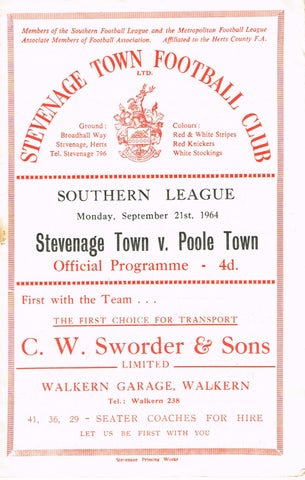 Members of the Southern Football League and the Metropolitan Football League
Associate Members of Football Association. Affiliated to the Herts County F.A.
STEVENAGE TOWN FOOTBALL CLUB
LTD.
Ground :
Broadhall Way
Stevenage, Herts
Tel. Stevenage 796
Colours :
Red & White Stripes
Red Knickers
White Stockings
SOUTHERN LEAGUE
Monday, September 21st, 1964
Stevenage Town v. Poole Town
Official Programme - 4d.
First with the Team . . .
THE FIRST CHOICE FOR TRANSPORT
C. W. Sworder & Sons
LIMITED
WALKERN GARAGE, WALKERN
Tel : Walkern 238
41, 36, 29 - SEATER COACHES FOR HIRE
LET US BE FIRST WITH YOU
Stevenage Printing Works